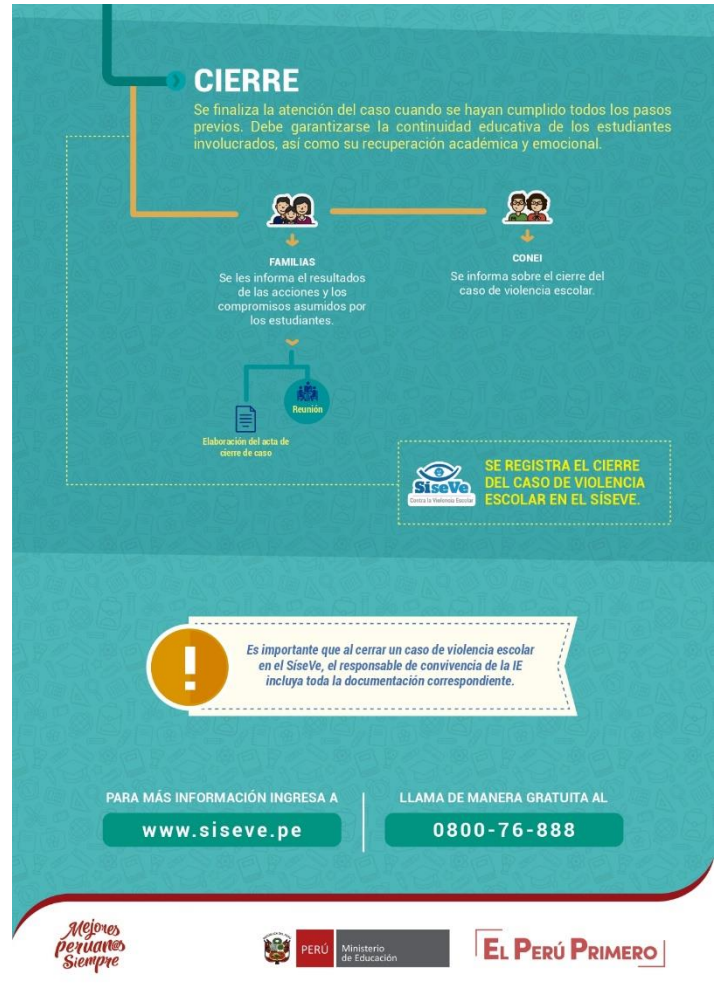 CIERRE
Se finaliza la atención del caso cuando se hayan cumplido todos los pasos
previos. Debe garantizarse la continuidad educativa de los estudiantes
involucrados, así como su recuperación académica y emocional.
FAMILIAS
Se les informa el resultados
de las acciones y los
compromisos asumidos por
los estudiantes.
CONEI
Se informa sobre el cierre del
caso de violencia escolar.
Reunión
Elaboración del acta de
cierre de caso
SíseVe
Contra la Violencia Escolar
SE REGISTRA EL CIERRE
DEL CASO DE VIOLENCIA
ESCOLAR EN EL SÍSEVE.
Es importante que al cerrar un caso de violencia escolar
en el SíseVe, el responsable de convivencia de la IE
incluya toda la documentación correspondiente.
PARA MÁS INFORMACIÓN INGRESA A
www.siseve.pe
LLAMA DE MANERA GRATUITA AL
0800-76-888
Mejores
peruan@s
Siempre
PERÚ
Ministerio
de Educación
EL PERÚ PRIMERO